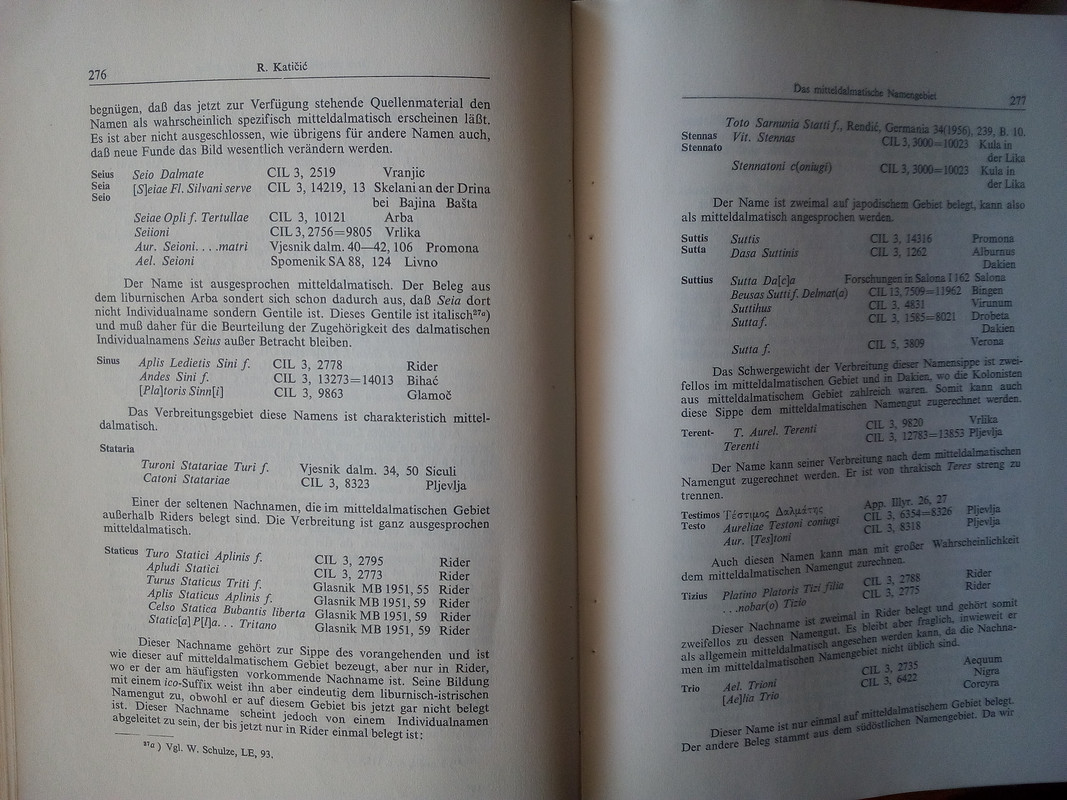 276
R. Katičić
begnügen, daß das jetzt zur Verfügung stehende Quellenmaterial den
Namen als wahrscheinlich spezifisch mitteldalmatisch erscheinen läßt.
Es ist aber nicht ausgeschlossen, wie übrigens für andere Namen auch,
daß neue Funde das Bild wesentlich verändern werden.
Seius Seio Dalmate CIL 3, 2519 Vranjic
Seia [S]eiae Fl. Silvani serve CIL 3, 14219, 13 Skelani an der Drina
Seio bei Bajina Bašta
Seiae Opli f. Tertullae CIL 3, 10121 Arba
Seiioni CIL 3, 2756=9805 Vrlika
Aur. Seioni. . .matri Vjesnik dalm. 40—42, 106 Promona
Ael. Seioni Spomenik SA 88, 124 Livno
Der Name ist ausgesprochen mitteldalmatisch. Der Beleg aus
dem liburnischen Arba sondert sich schon dadurch aus, daß Seia dort
nicht Individualname sondern Gentile ist. Dieses Gentile ist italisch²⁷ᵃ)
und muß daher für die Beurteilung der Zugehörigkeit des dalmatischen
Individualnamens Seius außer Betracht bleiben.
Sinus Aplis Ledietis Sini f. CIL 3, 2778 Rider
Andes Sini f. CIL 3, 13273=14013 Bihać
[Pla]toris Sinn[i] CIL 3, 9863 Glamoč
Das Verbreitungsgebiet diese Namens ist charakteristich mittel-
dalmatisch.
Stataria
Turoni Statariae Turi f. Vjesnik dalm. 34, 50 Siculi
Catoni Statariae CIL 3, 8323 Pljevlja
Einer der seltenen Nachnamen, die im mitteldalmatischen Gebiet
außerhalb Riders belegt sind. Die Verbreitung ist ganz ausgesprochen
mitteldalmatisch.
Staticus Turo Statici Aplinis f. CIL 3, 2795 Rider
Apludi Statici CIL 3, 2773 Rider
Turus Staticus Triti f. Glasnik MB 1951, 55 Rider
Aplis Staticus Aplinis f. Glasnik MB 1951, 59 Rider
Celso Statica Bubantis liberta Glasnik MB 1951, 59 Rider
Static[a] P[l]a. . . Tritano Glasnik MB 1951, 59 Rider
Dieser Nachname gehört zur Sippe des vorangehenden und ist
wie dieser auf mitteldalmatischem Gebiet bezeugt, aber nur in Rider,
wo er der am häufigsten vorkommende Nachname ist. Seine Bildung
mit einem ico-Suffix weist ihn aber eindeutig dem liburnisch-istrischen
Namengut zu, obwohl er auf diesem Gebiet bis jetzt gar nicht belegt
ist. Dieser Nachname scheint jedoch von einem Individualnamen
abgeleitet zu sein, der bis jetzt nur in Rider einmal belegt ist:
²⁷ᵃ) Vgl. W. Schulze, LE, 93.
Das mitteldalmatische Namengebiet
277
Toto Sarnunia Statti f., Rendić, Germania 34(1956), 239, B. 10.
Stennas Vit. Stennas CIL 3, 3000=10023 Kula in
Stennato der Lika
Stennatoni c(oniugi) CIL 3, 3000=10023 Kula in
der Lika
Der Name ist zweimal auf japodischem Gebiet belegt, kann also
als mitteldalmatisch angesprochen werden.
Suttis Suttis CIL 3, 14316 Promona
Sutta Dasa Suttinis CIL 3, 1262 Alburnus
Dakien
Suttius Sutta Da[c]a Forschungen in Salona I 162 Salona
Beusas Sutti f. Delmat(a) CIL 13, 7509=11962 Bingen
Suttihus CIL 3, 4831 Virunum
Sutta f. CIL 3, 1585=8021 Drobeta
Dakien
Sutta f. CIL 5, 3809 Verona
Das Schwergewicht der Verbreitung dieser Namensippe ist zwei-
fellos im mitteldalmatischen Gebiet und in Dakien, wo die Kolonisten
aus mitteldalmatischem Gebiet zahlreich waren. Somit kann auch
diese Sippe dem mitteldalmatischen Namengut zugerechnet werden.
Terent- T. Aurel. Terenti CIL 3, 9820 Vrlika
Terenti CIL 3, 12783=13853 Pljevlja
Der Name kann seiner Verbreitung nach dem mitteldalmatischen
Namengut zugerechnet werden. Er ist von thrakisch Teres streng zu
trennen.
Testimos Τέστιμος Δαλμάτης App. Illyr. 26, 27
Testo Aureliae Testoni coniugi CIL 3, 6354=8326 Pljevlja
Aur. [Tes]toni CIL 3, 8318 Pljevlja
Auch diesen Namen kann man mit großer Wahrscheinlichkeit
dem mitteldalmatischen Namengut zurechnen.
Tizius Platino Platoris Tizi filia CIL 3, 2788 Rider
. . .nobar(o) Tizio CIL 3, 2775 Rider
Dieser Nachname ist zweimal in Rider belegt und gehört somit
zweifellos zu dessen Namengut. Es bleibt aber fraglich, inwieweit er
als allgemein mitteldalmatisch angesehen werden kann, da die Nachna-
men im mitteldalmatischen Namengebiet nicht üblich sind.
Trio Ael. Trioni CIL 3, 2735 Aequum
[Ae]lia Trio CIL 3, 6422 Nigra
Corcyra
Dieser Name ist nur einmal auf mitteldalmatischem Gebiet belegt.
Der andere Beleg stammt aus dem südöstlichen Namengebiet. Da wir